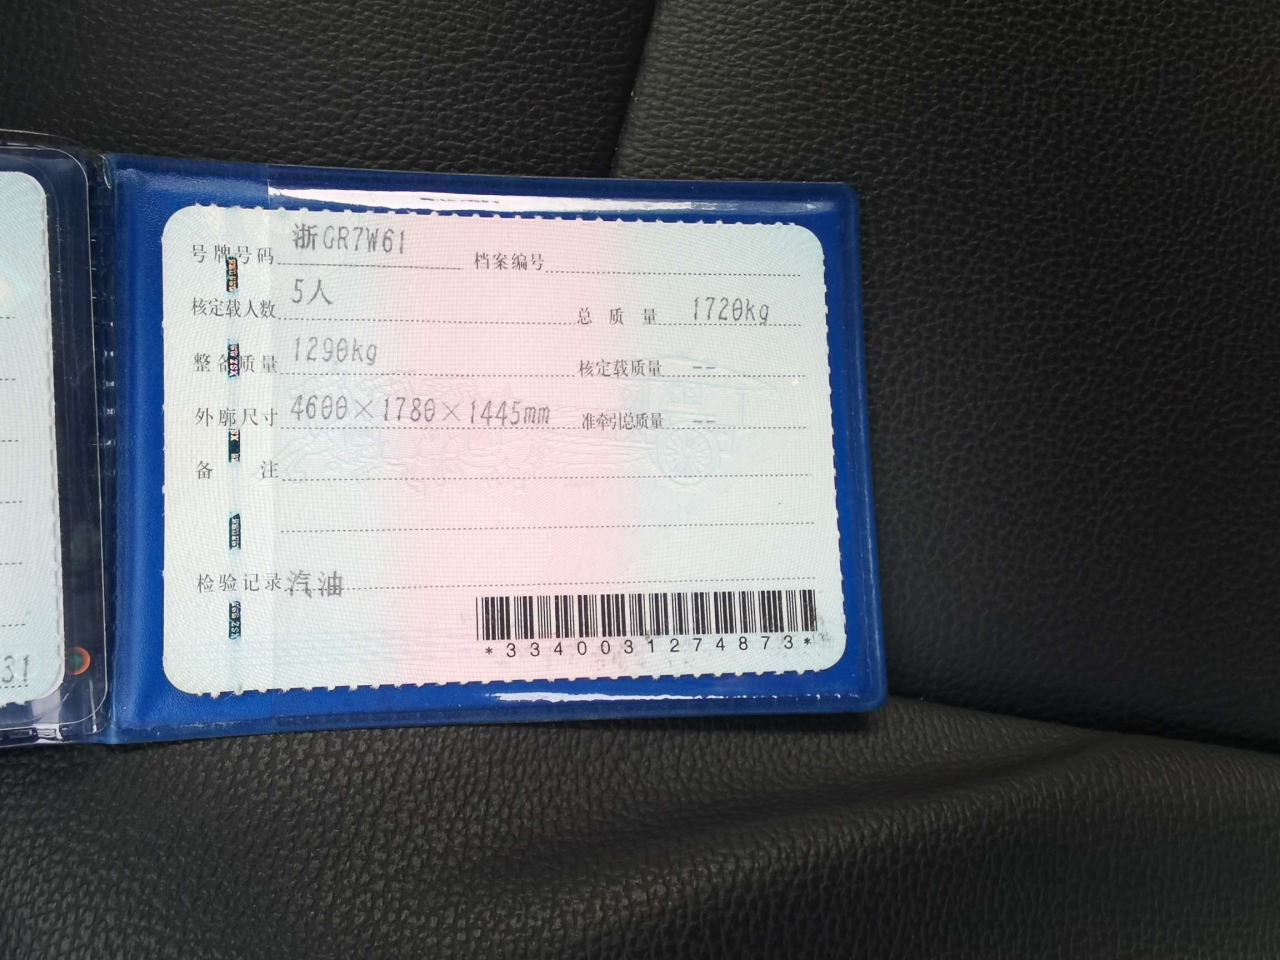 号牌号码 浙GR7W61 档案编号
核定载人数 5人 总质量 1720kg
整备质量 1290kg 核定载质量 --
外廓尺寸 4600×1780×1445mm 准牵引总质量 --
备注
检验记录 汽油
*3340031274873*
31